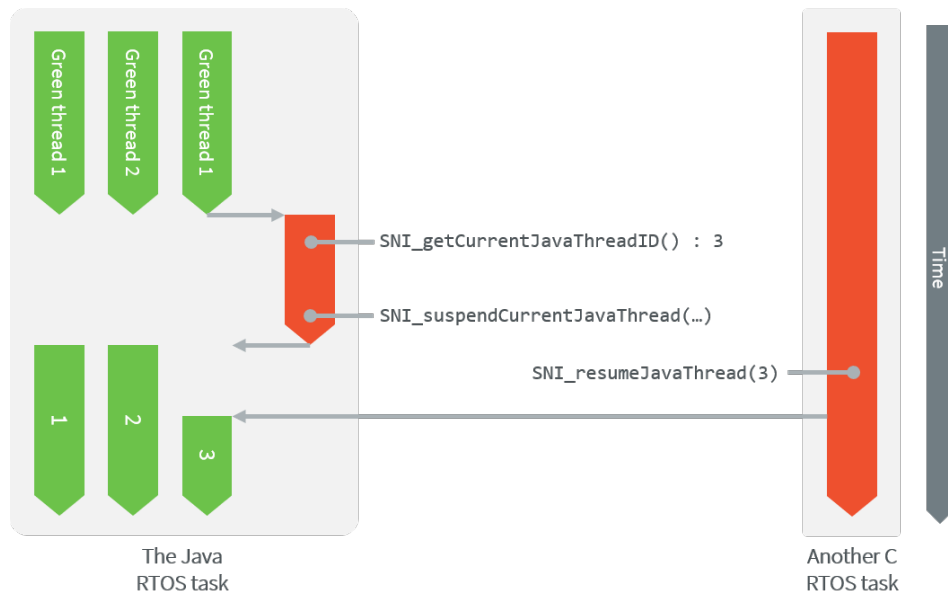 Green thread 1
Green thread 2
Green thread 1
SNI_getCurrentJavaThreadID() : 3
SNI_suspendCurrentJavaThread(…)
SNI_resumeJavaThread(3)
Time
1
2
3
The Java
RTOS task
Another C
RTOS task